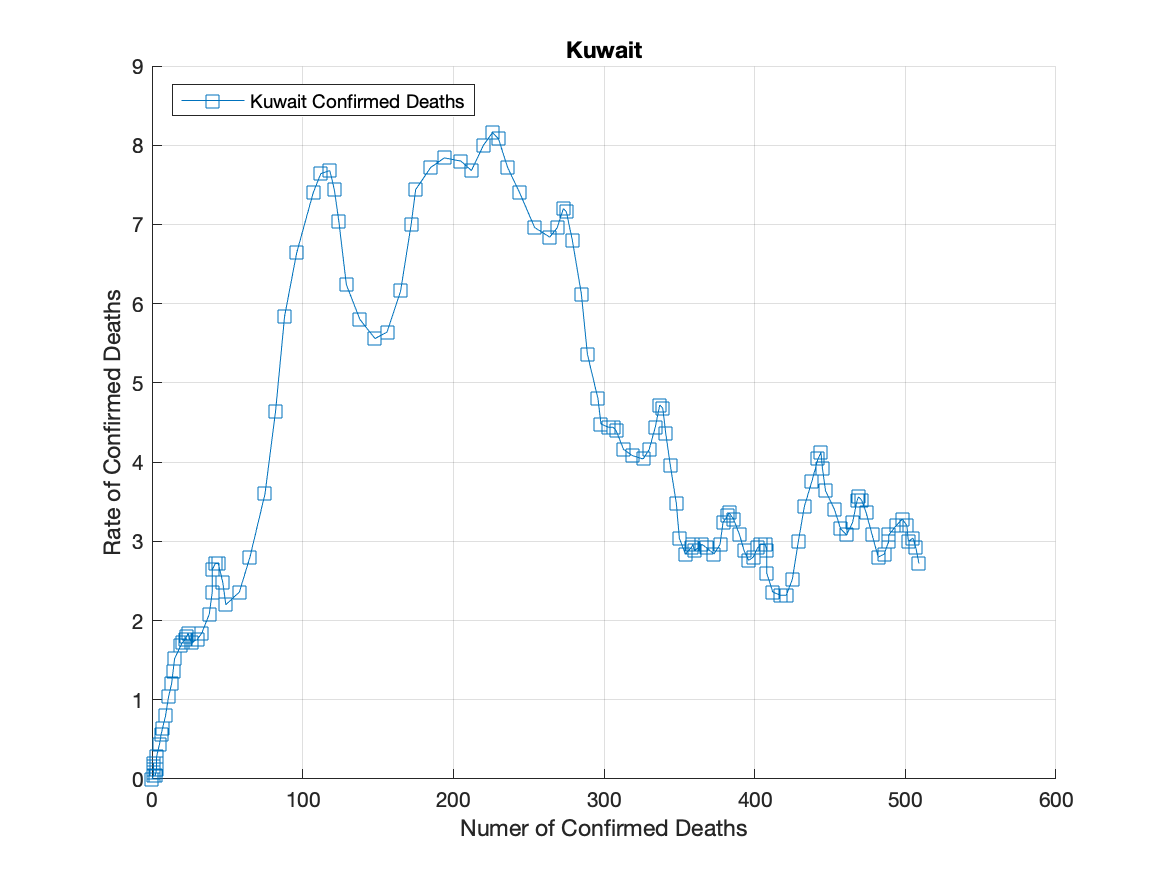 Kuwait
Kuwait Confirmed Deaths
9
8
7
6
5
4
3
2
1
0
Rate of Confirmed Deaths
0 100 200 300 400 500 600
Numer of Confirmed Deaths